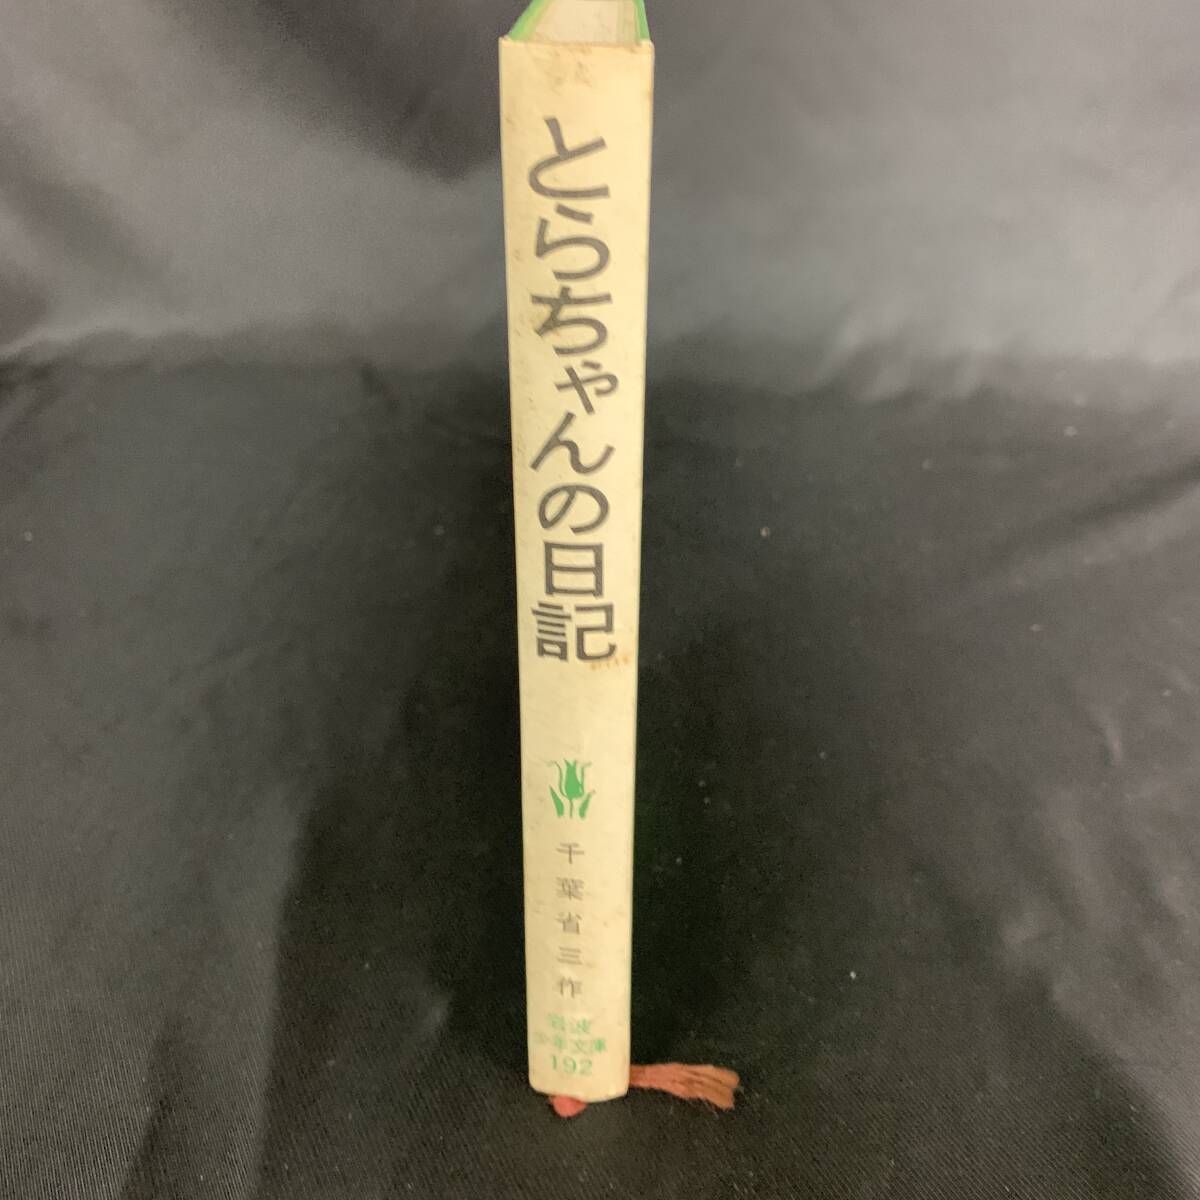 とらちゃんの日記
千葉省三作
岩波
少年文庫
192